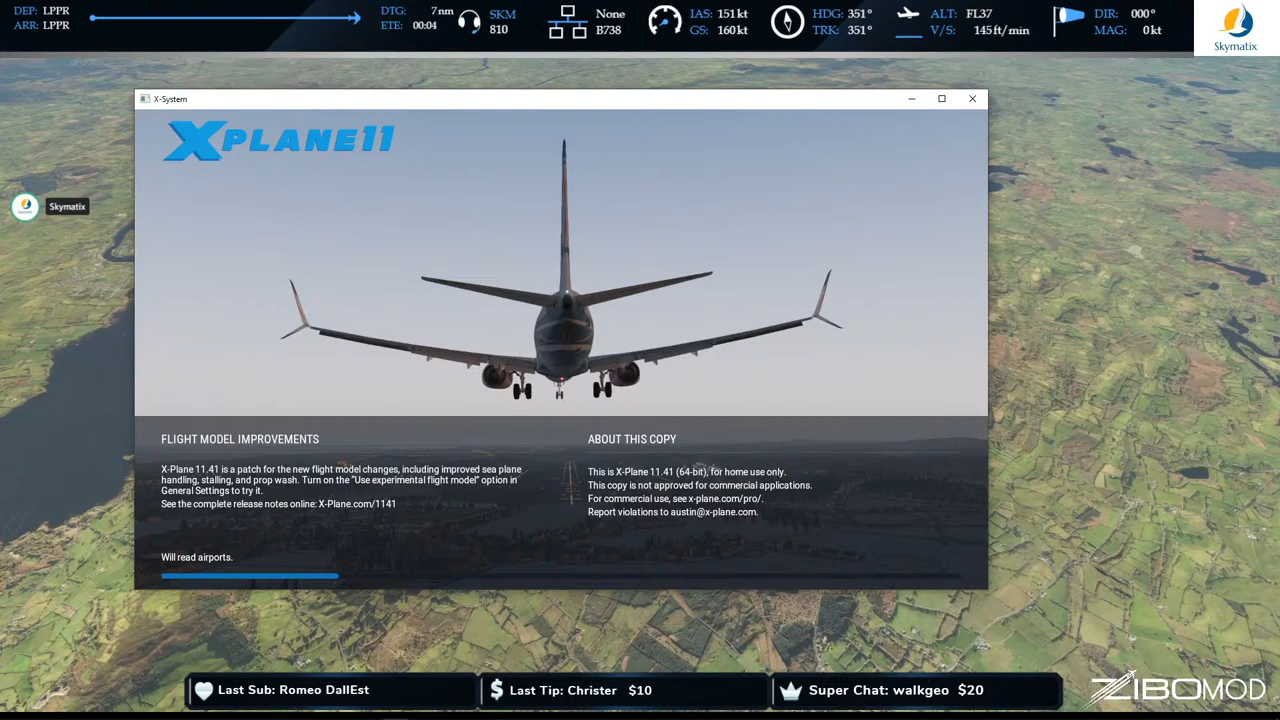 DEP: LPPR
ARR: LPPR
DTG: 7 nm
ETE: 00:04
SKM
810
None
B738
IAS: 151 kt
GS: 160 kt
HDG: 351°
TRK: 351°
ALT: FL37
V/S: 145 ft/min
DIR: 000°
MAG: 0 kt
Skymatix
X-System
XPLANE11
Skymatix
FLIGHT MODEL IMPROVEMENTS
X-Plane 11.41 is a patch for the new flight model changes, including improved sea plane
handling, stalling, and prop wash. Turn on the "Use experimental flight model" option in
General Settings to try it.
See the complete release notes online: X-Plane.com/1141
ABOUT THIS COPY
This is X-Plane 11.41 (64-bit), for home use only.
This copy is not approved for commercial applications.
For commercial use, see x-plane.com/pro/.
Report violations to austin@x-plane.com.
Will read airports.
Last Sub: Romeo DallEst
$ Last Tip: Christer $10
Super Chat: walkgeo $20
ZIBOMOD